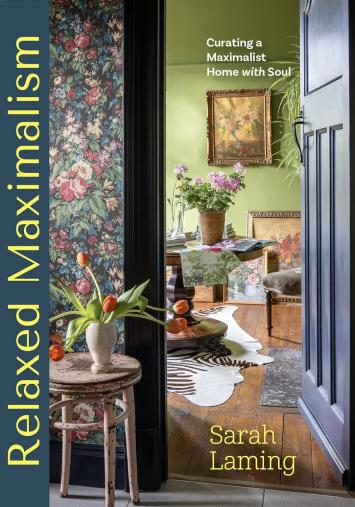 Relaxed Maximalism
Curating a
Maximalist
Home with Soul
Sarah
Laming